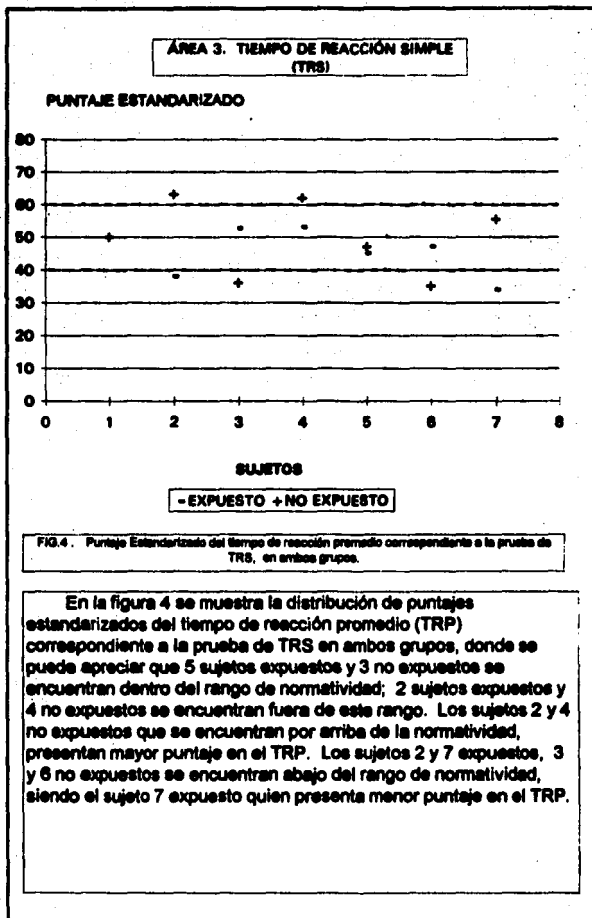 ÁREA 3. TIEMPO DE REACCIÓN SIMPLE
(TRS)
PUNTAJE ESTANDARIZADO
80
70
60
50
40
30
20
10
0
0 1 2 3 4 5 6 7 8
SUJETOS
- EXPUESTO + NO EXPUESTO
FIG.4. Puntaje Estandarizado del tiempo de reacción promedio correspondiente a la prueba de
TRS, en ambos grupos.
En la figura 4 se muestra la distribución de puntajes
estandarizados del tiempo de reacción promedio (TRP)
correspondiente a la prueba de TRS en ambos grupos, donde se
puede apreciar que 5 sujetos expuestos y 3 no expuestos se
encuentran dentro del rango de normatividad; 2 sujetos expuestos y
4 no expuestos se encuentran fuera de este rango. Los sujetos 2 y 4
no expuestos que se encuentran por arriba de la normatividad,
presentan mayor puntaje en el TRP. Los sujetos 2 y 7 expuestos, 3
y 6 no expuestos se encuentran abajo del rango de normatividad,
siendo el sujeto 7 expuesto quien presenta menor puntaje en el TRP.